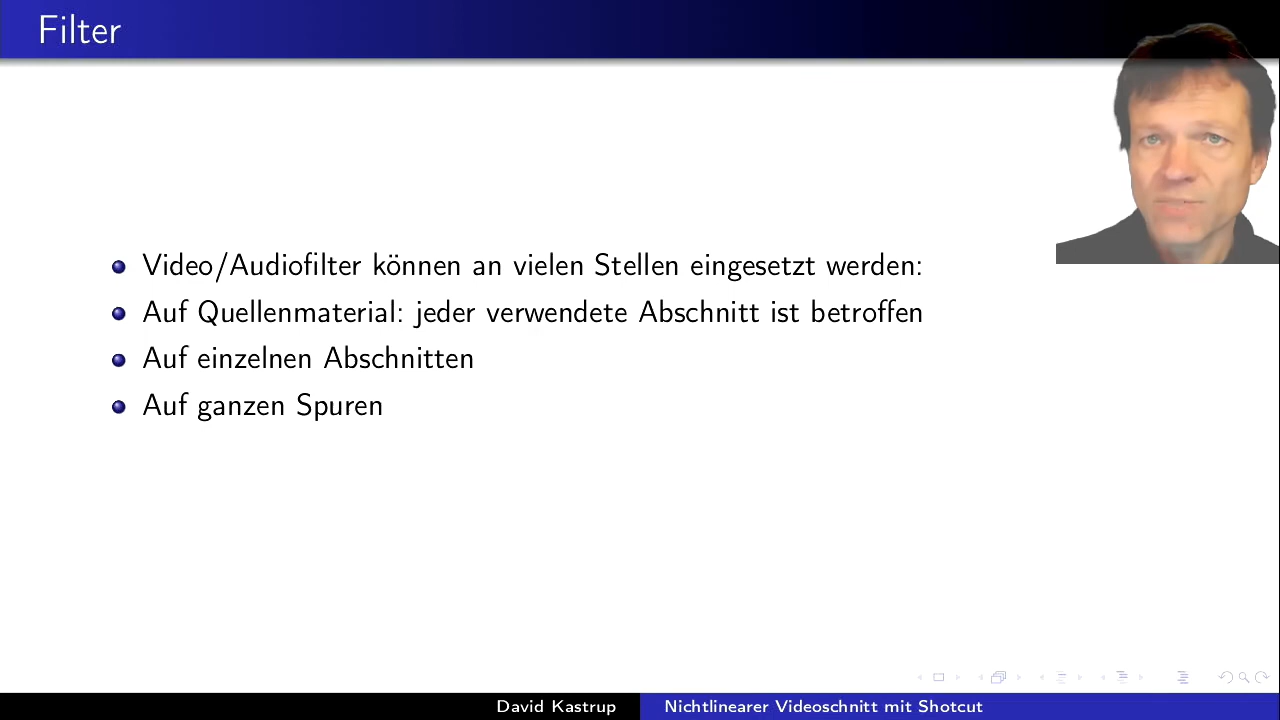 Filter
Video/Audiofilter können an vielen Stellen eingesetzt werden:
Auf Quellenmaterial: jeder verwendete Abschnitt ist betroffen
Auf einzelnen Abschnitten
Auf ganzen Spuren
David Kastrup
Nichtlinearer Videoschnitt mit Shotcut